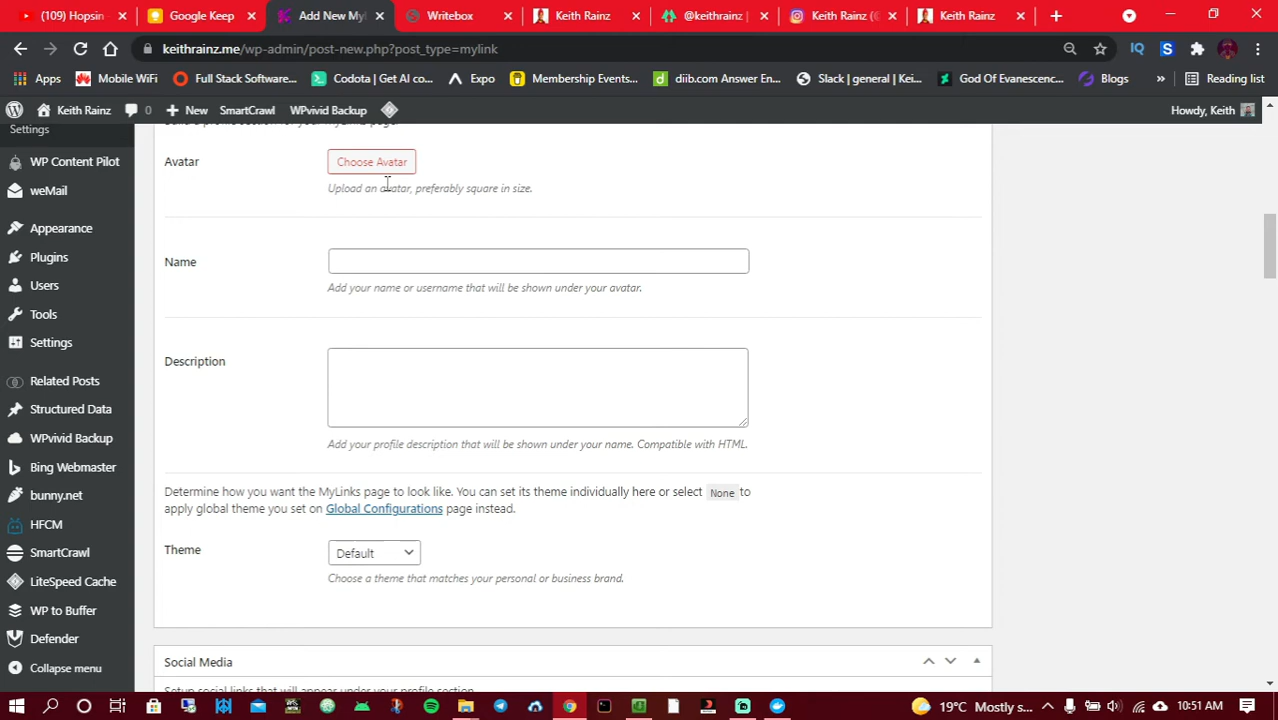 (109) Hopsin -
Google Keep
Add New My
Writebox
Keith Rainz
@keithrainz |
Keith Rainz (@
Keith Rainz
keithrainz.me/wp-admin/post-new.php?post_type=mylink
Apps
Mobile WiFi
Full Stack Software...
Codota | Get AI co...
Expo
Membership Events...
diib.com Answer En...
Slack | general | Kei...
God Of Evanescenc...
Blogs
»
Reading list
Keith Rainz
0
New
SmartCrawl
WPvivid Backup
Howdy, Keith
Settings
WP Content Pilot
weMail
Appearance
Plugins
Users
Tools
Settings
Related Posts
Structured Data
WPvivid Backup
Bing Webmaster
bunny.net
HFCM
SmartCrawl
LiteSpeed Cache
WP to Buffer
Defender
Collapse menu
Avatar
Choose Avatar
Upload an avatar, preferably square in size.
Name
Add your name or username that will be shown under your avatar.
Description
Add your profile description that will be shown under your name. Compatible with HTML.
Determine how you want the MyLinks page to look like. You can set its theme individually here or select None to
apply global theme you set on Global Configurations page instead.
Theme
Default
Choose a theme that matches your personal or business brand.
Social Media
Setup social links that will appear under your profile section
19°C Mostly s...
10:51 AM